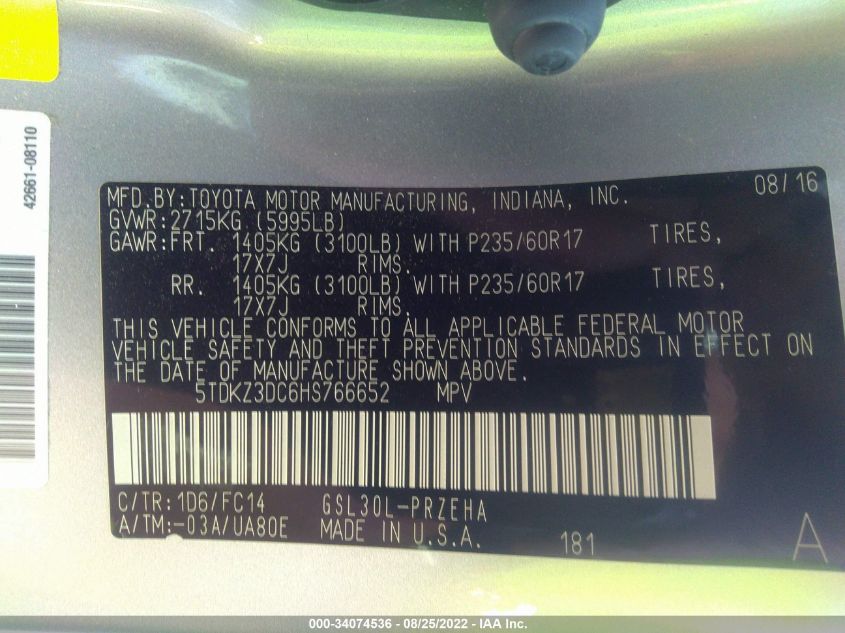 42661-08110
MFD.BY:TOYOTA MOTOR MANUFACTURING, INDIANA, INC. 08/16
GVWR:2715KG (5995LB)
GAWR:FRT. 1405KG (3100LB) WITH P235/60R17 TIRES,
17X7J RIMS.
RR. 1405KG (3100LB) WITH P235/60R17 TIRES,
17X7J RIMS.
THIS VEHICLE CONFORMS TO ALL APPLICABLE FEDERAL MOTOR
VEHICLE SAFETY AND THEFT PREVENTION STANDARDS IN EFFECT ON
THE DATE OF MANUFACTURE SHOWN ABOVE.
5TDKZ3DC6HS766652 MPV
C/TR:1D6/FC14 GSL30L-PRZEHA
A/TM:-03A/UA80E MADE IN U.S.A. 181 A
000-34074536 - 08/25/2022 - IAA Inc.